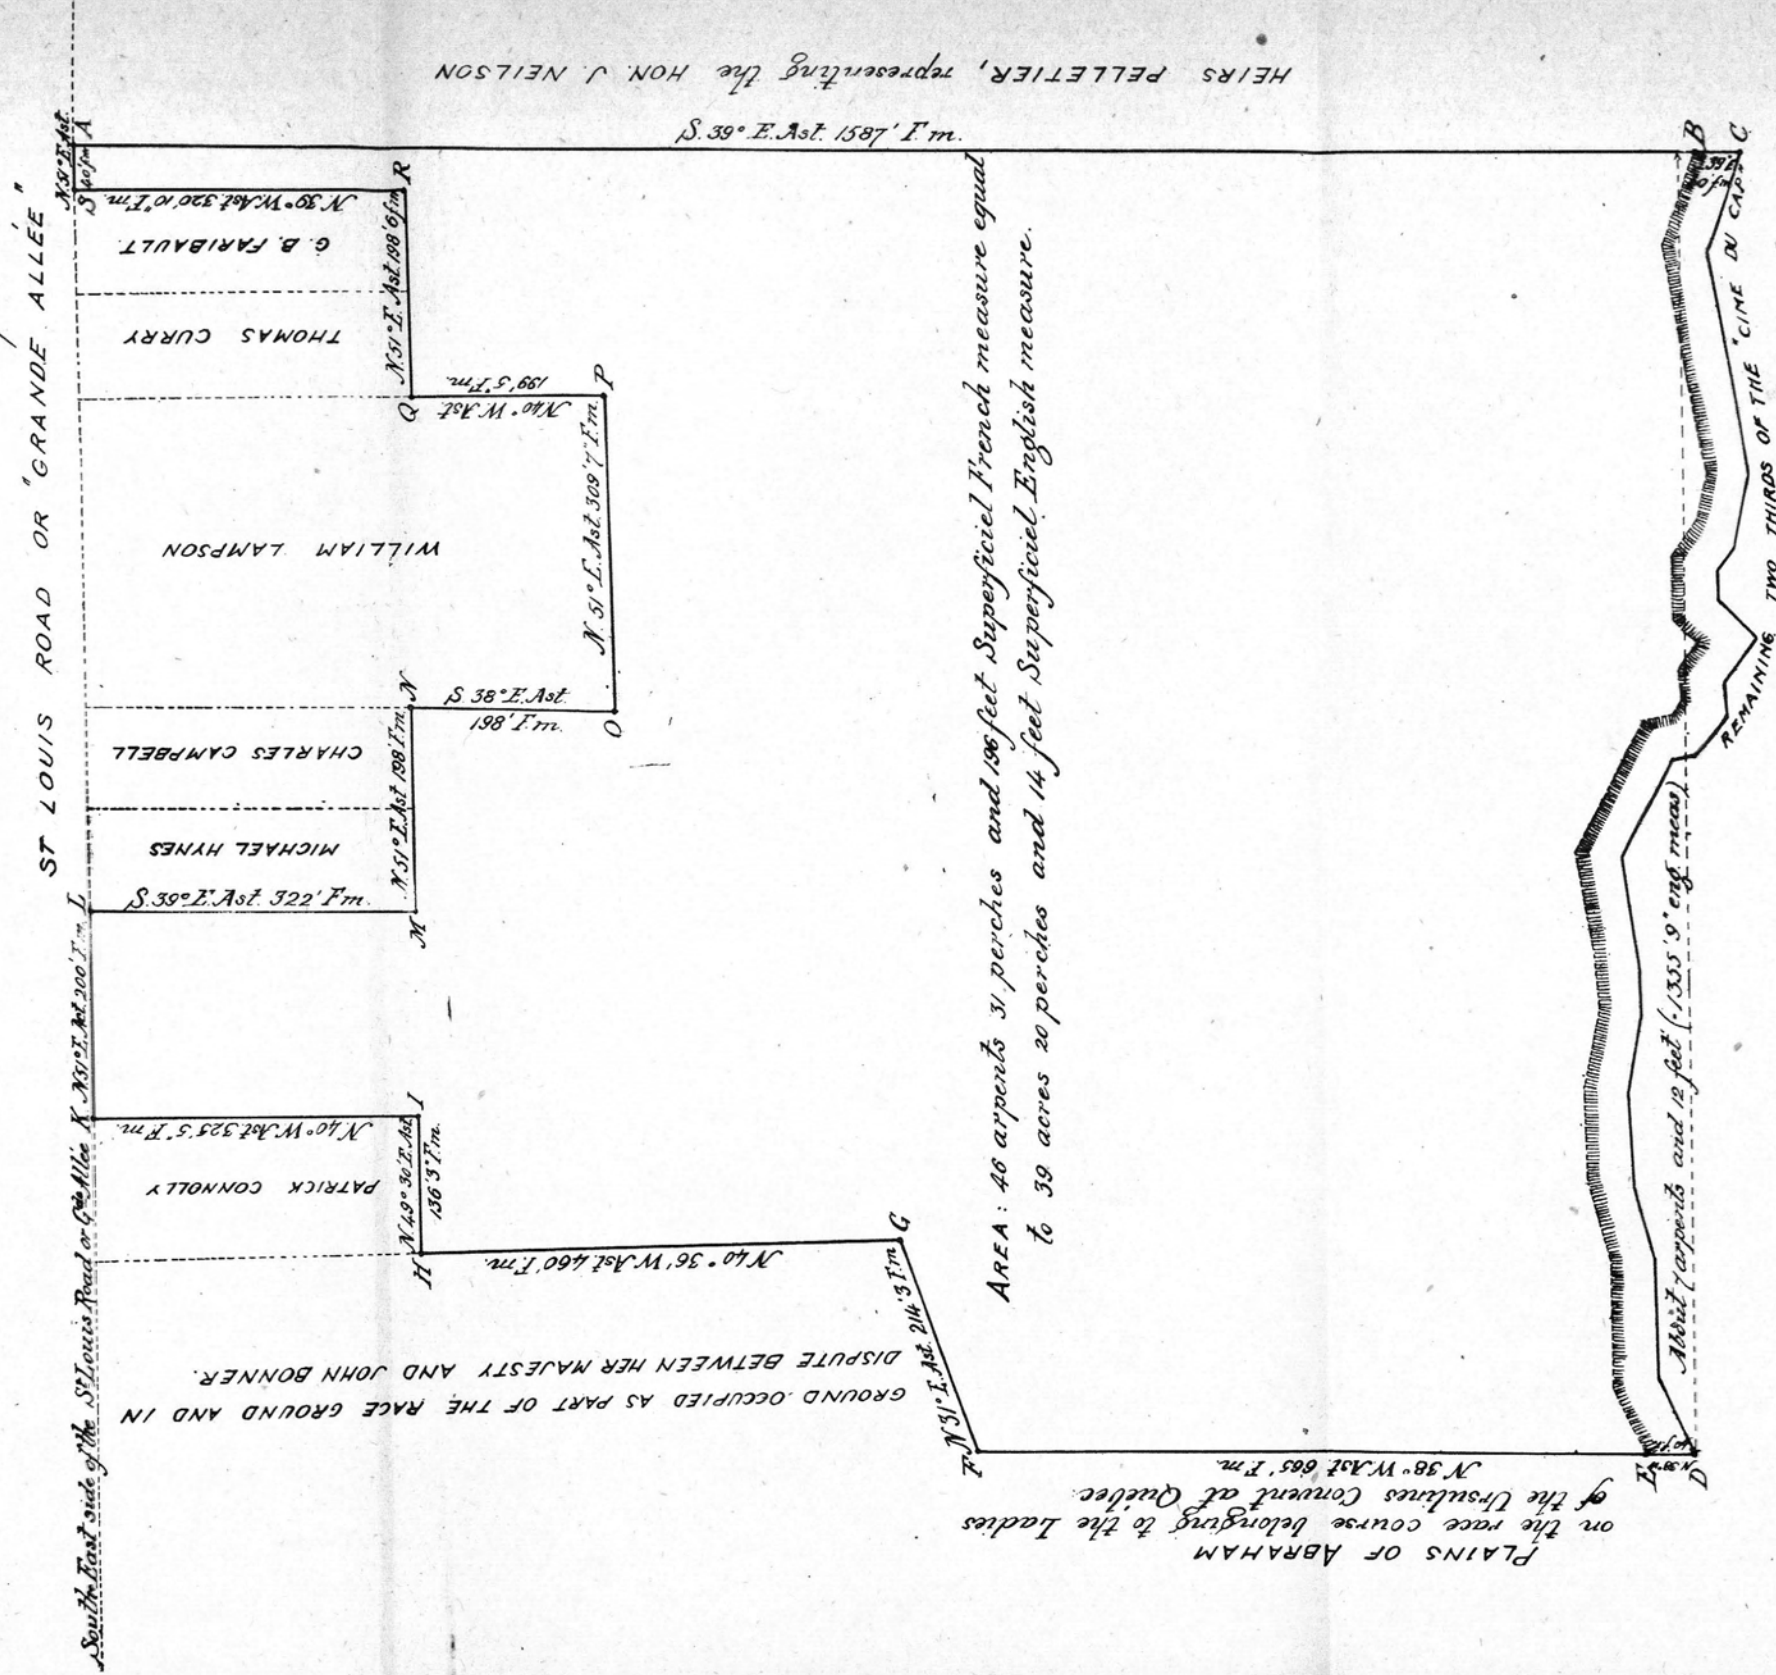 HEIRS PELLETIER, representing the HON. J. NEILSON
S. 39° E. Ast. 1587' F.m.
ST LOUIS ROAD OR "GRANDE ALLÉE"
N 51° E. Ast.
40' f.m
S
A
B
C
N 39° W. Ast. 320' 10" F.m.
R
G. B. FARIBAULT
N. 51° E. Ast. 198' 6 f.m
THOMAS CURRY
Q
N 40° W. Ast
199' 5" F.m.
P
WILLIAM LAMPSON
N. 51° E. Ast. 309' 7" F.m.
N
S. 38° E. Ast.
198' F.m.
O
CHARLES CAMPBELL
N. 51° E. Ast. 198' F.m.
MICHAEL HYNES
S. 39° E. Ast. 322' F.m.
L
M
K N 51° E. Ast. 200' F.m.
N. 40° W. Ast. 325' 5" F.m.
I
PATRICK CONNOLLY
N. 49° 30' E. Ast
136' 3" F.m.
H
N 40° 36' W. Ast. 460' F.m.
G
South East side of the St Louis Road or Gde Allée
GROUND OCCUPIED AS PART OF THE RACE GROUND AND IN
DISPUTE BETWEEN HER MAJESTY AND JOHN BONNER.
N 31° E. Ast. 214' 3 F.m
F
AREA: 46 arpents 31 perches and 196 feet Superficiel French measure equal
to 39 acres 20 perches and 14 feet Superficiel English measure.
About 7 arpents and 12 feet (1355' 9" eng meas)
REMAINING TWO THIRDS OF THE "CIME DU CAP"
N 38° W. Ast. 665' F.m.
E
D
N 38° W
PLAINS OF ABRAHAM
on the race course belonging to the Ladies
of the Ursulines Convent at Quebec.